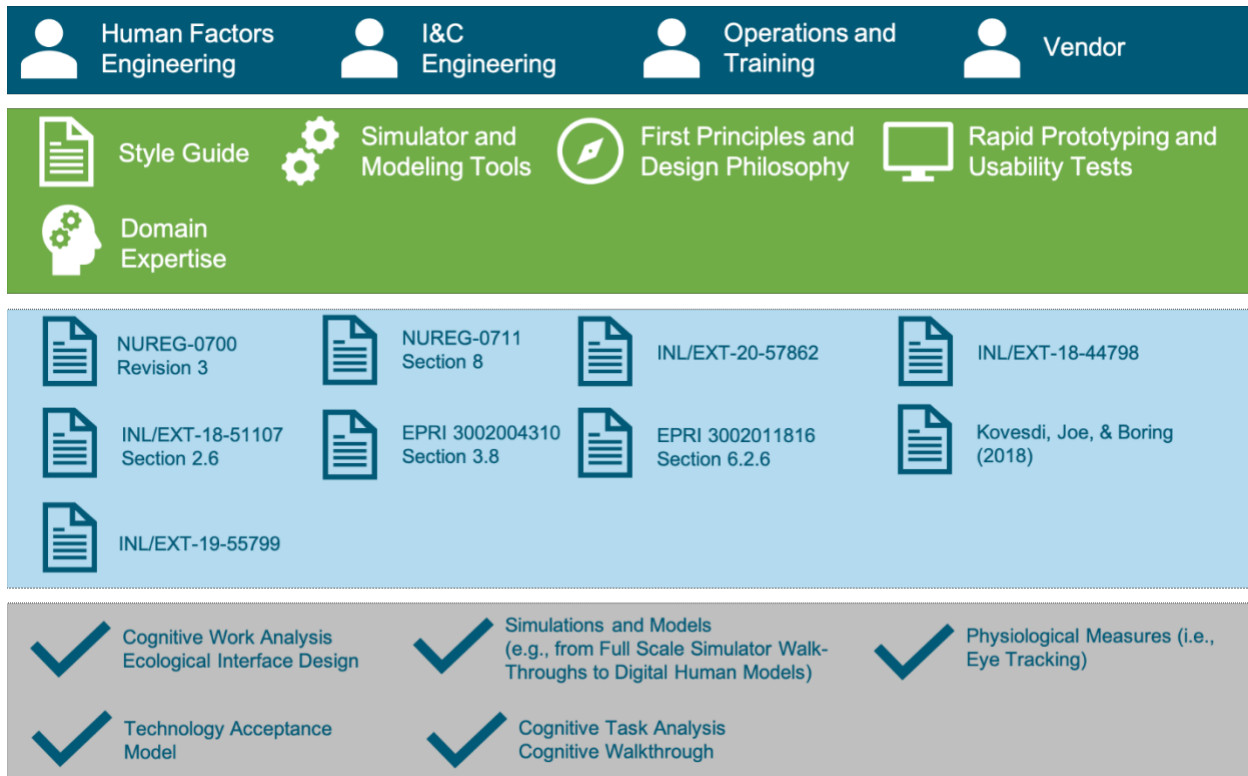 Human Factors
Engineering
I&C
Engineering
Operations and
Training
Vendor
Style Guide
Simulator and
Modeling Tools
First Principles and
Design Philosophy
Rapid Prototyping and
Usability Tests
Domain
Expertise
NUREG-0700
Revision 3
NUREG-0711
Section 8
INL/EXT-20-57862
INL/EXT-18-44798
INL/EXT-18-51107
Section 2.6
EPRI 3002004310
Section 3.8
EPRI 3002011816
Section 6.2.6
Kovesdi, Joe, & Boring
(2018)
INL/EXT-19-55799
Cognitive Work Analysis
Ecological Interface Design
Simulations and Models
(e.g., from Full Scale Simulator Walk-
Throughs to Digital Human Models)
Physiological Measures (i.e.,
Eye Tracking)
Technology Acceptance
Model
Cognitive Task Analysis
Cognitive Walkthrough